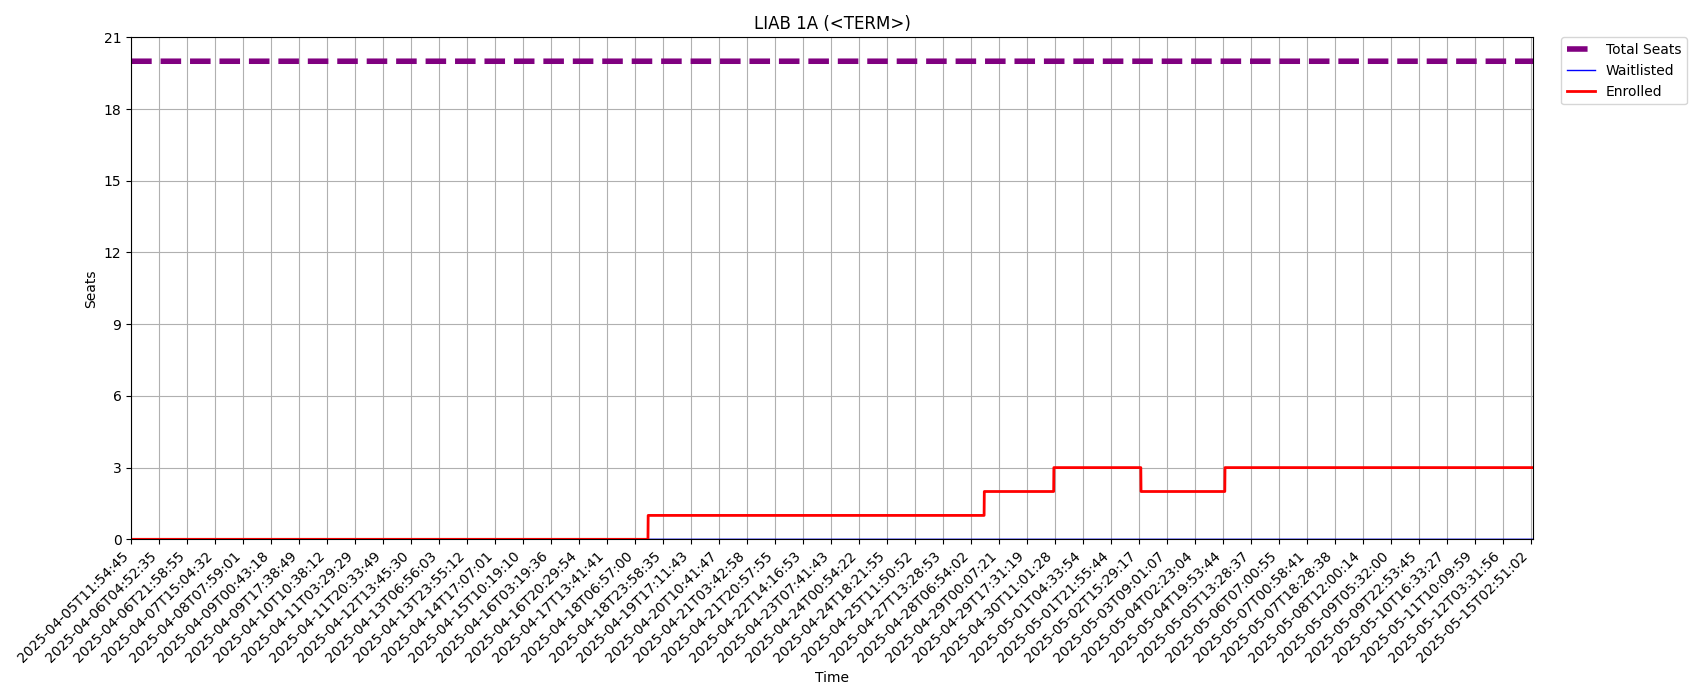 LIAB 1A (<TERM>)
Total Seats
Waitlisted
Enrolled
21
18
15
12
9
6
3
0
Seats
2025-04-05T11:54:45
2025-04-06T04:52:35
2025-04-06T21:58:55
2025-04-07T15:04:32
2025-04-08T07:59:01
2025-04-09T00:43:18
2025-04-09T17:38:49
2025-04-10T10:38:12
2025-04-11T03:29:29
2025-04-11T20:33:49
2025-04-12T13:45:30
2025-04-13T06:56:03
2025-04-13T23:55:12
2025-04-14T17:07:01
2025-04-15T10:19:10
2025-04-16T03:19:36
2025-04-16T20:29:54
2025-04-17T13:41:41
2025-04-18T06:57:00
2025-04-18T23:58:35
2025-04-19T17:11:43
2025-04-20T10:41:47
2025-04-21T03:42:58
2025-04-21T20:57:55
2025-04-22T14:16:53
2025-04-23T07:41:43
2025-04-24T00:54:22
2025-04-24T18:21:55
2025-04-25T11:50:52
2025-04-27T13:28:53
2025-04-28T06:54:02
2025-04-29T00:07:21
2025-04-29T17:31:19
2025-04-30T11:01:28
2025-05-01T04:33:54
2025-05-01T21:55:44
2025-05-02T15:29:17
2025-05-03T09:01:07
2025-05-04T02:23:04
2025-05-04T19:53:44
2025-05-05T13:28:37
2025-05-06T07:00:55
2025-05-07T00:58:41
2025-05-07T18:28:38
2025-05-08T12:00:14
2025-05-09T05:32:00
2025-05-09T22:53:45
2025-05-10T16:33:27
2025-05-11T10:09:59
2025-05-12T03:31:56
2025-05-15T02:51:02
Time